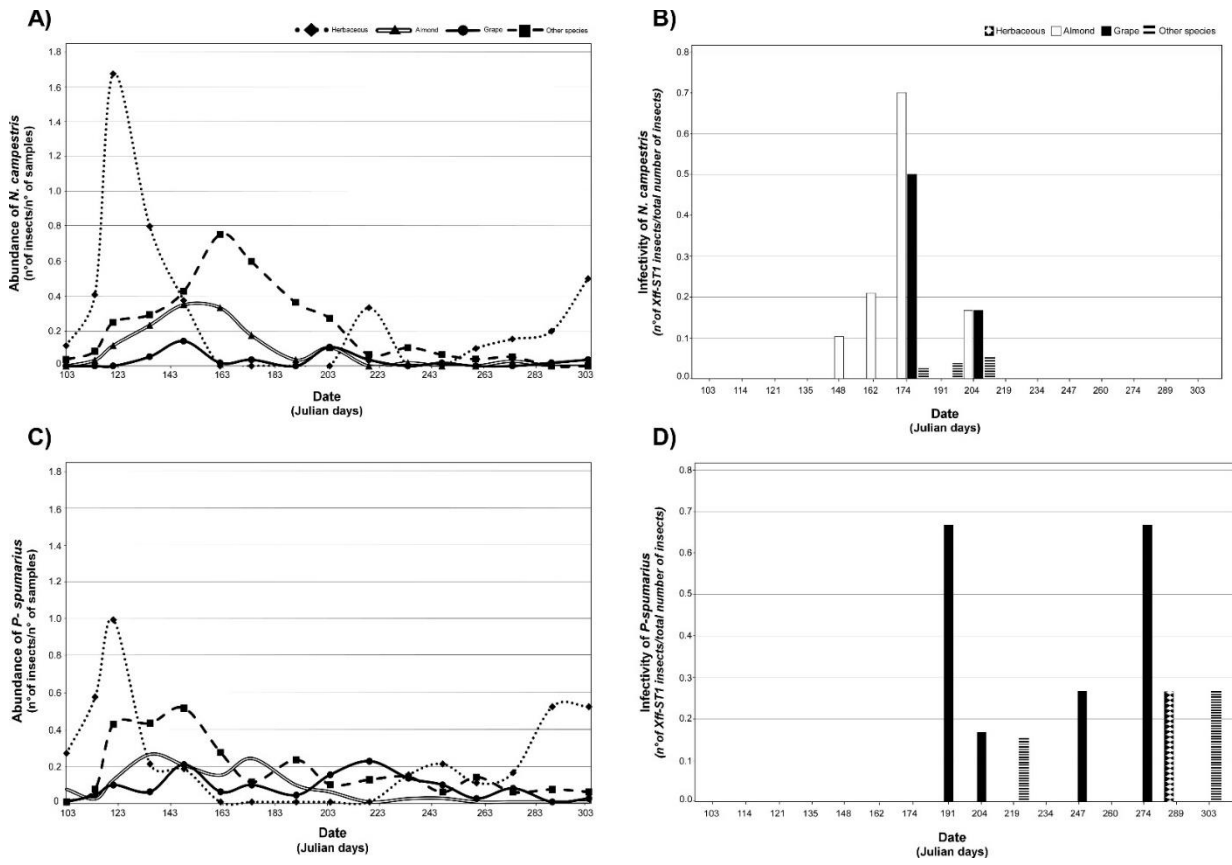 A)
Herbaceous Almond Grape Other species
1.8
1.6
1.4
1.2
1.0
0.8
0.6
0.4
0.2
0
Abundance of N. campestris
(n° of insects/n° of samples)
103 123 143 163 183 203 223 243 263 283 303
Date
(Julian days)
B)
Herbaceous Almond Grape Other species
0.8
0.7
0.6
0.5
0.4
0.3
0.2
0.1
0.0
Infectivity of N. campestris
(n°of Xff-ST1 insects/total number of insects)
103 114 121 135 148 162 174 191 204 219 234 247 260 274 289 303
Date
(Julian days)
C)
1.8
1.6
1.4
1.2
1.0
0.8
0.6
0.4
0.2
0
Abundance of P- spumarius
(n°of insects/n° of samples)
103 123 143 163 183 203 223 243 263 283 303
Date
(Julian days)
D)
0.8
0.7
0.6
0.5
0.4
0.3
0.2
0.1
0.0
Infectivity of P-spumarius
(n°of Xff-ST1 insects/total number of insects)
103 114 121 135 148 162 174 191 204 219 234 247 260 274 289 303
Date
(Julian days)